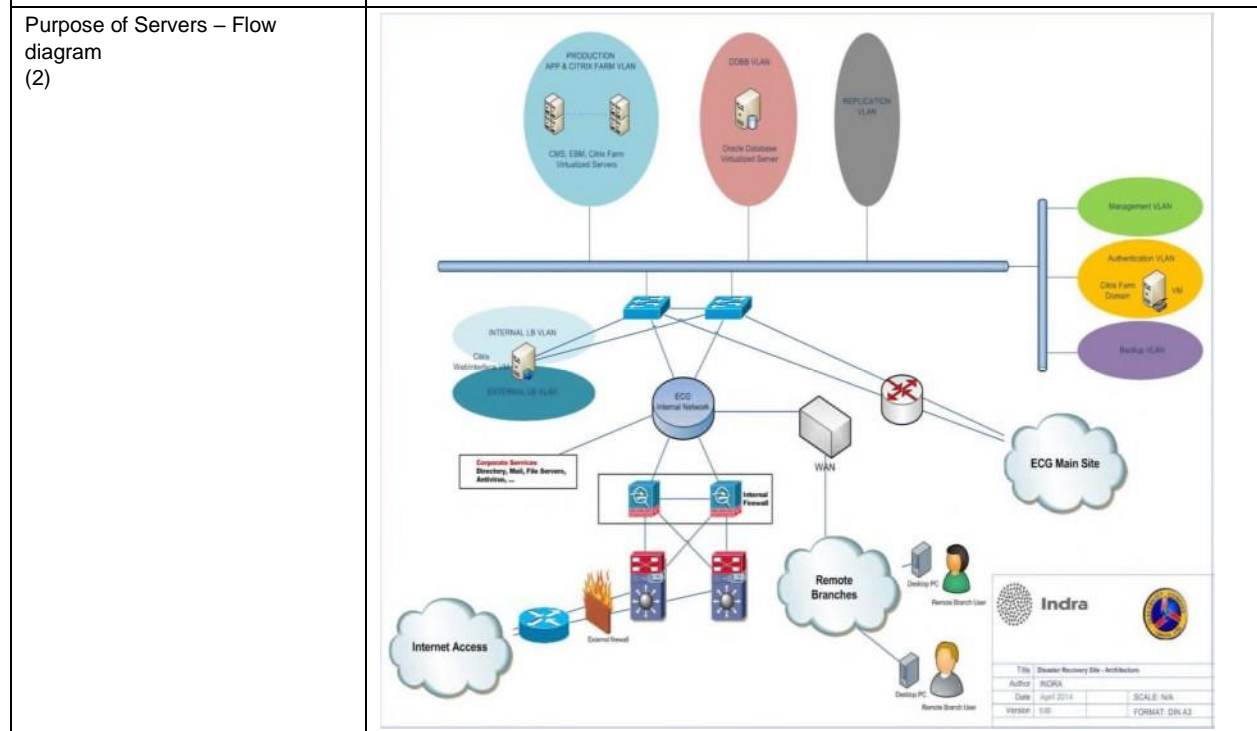 Purpose of Servers – Flow
diagram
(2)
PRODUCTION
APP & CITRIX FARM VLAN
CMS, EBM, Citrix Farm
Virtualized Servers
DDBB VLAN
Oracle Database
Virtualized Server
REPLICATION
VLAN
Management VLAN
Authentication VLAN
Citrix Farm
Domain
VM
Backup VLAN
INTERNAL LB VLAN
Citrix
WebInterface VM
EXTERNAL LB VLAN
ECG
Internal Network
WAN
ECG Main Site
Corporate Services
Directory, Mail, File Servers,
Antivirus, ...
Internal
Firewall
Remote
Branches
Desktop PC
Remote Branch User
Internet Access
External firewall
Desktop PC
Remote Branch User
Indra
Title Disaster Recovery Site - Architecture
Author INDRA
Date April 2014 SCALE: N/A
Version FORMAT: DIN A3